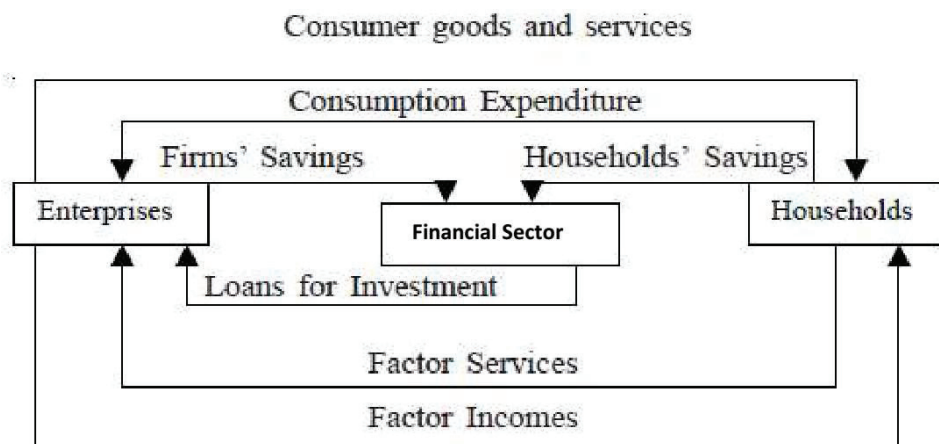 Consumer goods and services
Consumption Expenditure
Firms’ Savings
Households’ Savings
Enterprises
Financial Sector
Households
Loans for Investment
Factor Services
Factor Incomes